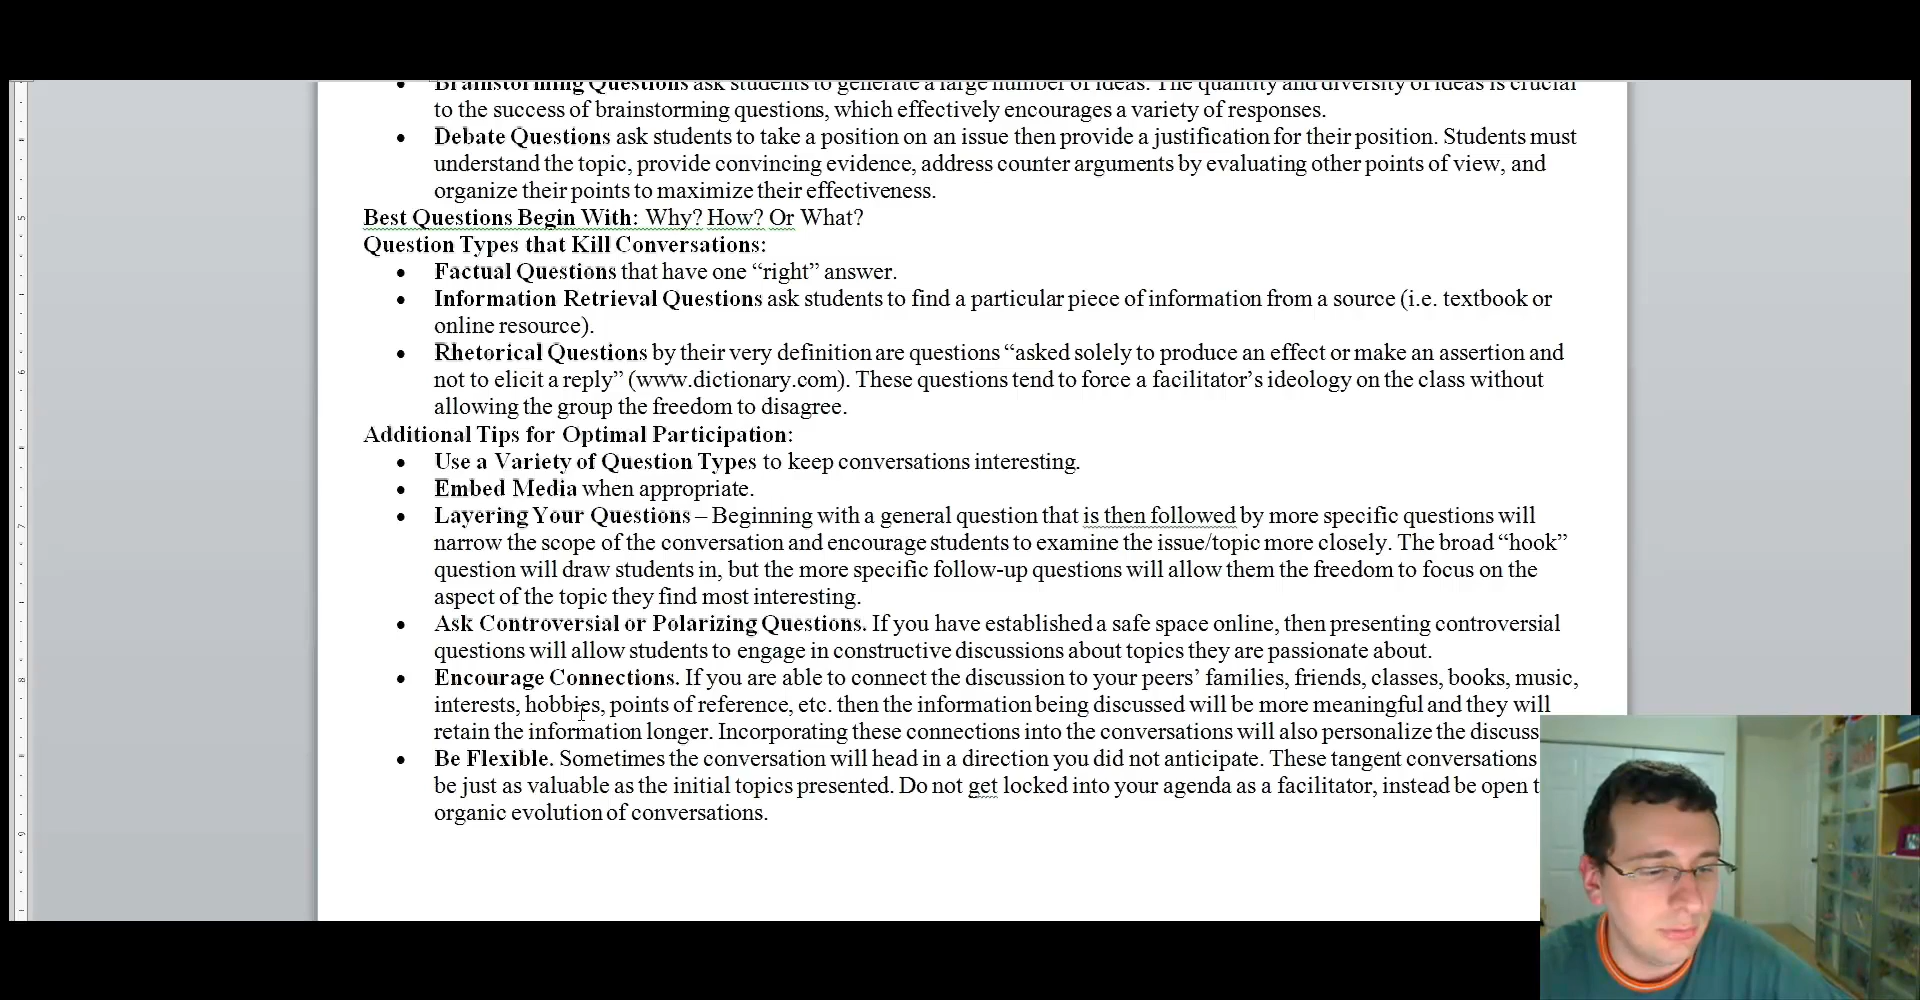 Brainstorming Questions ask students to generate a large number of ideas. The quantity and diversity of ideas is crucial
to the success of brainstorming questions, which effectively encourages a variety of responses.
Debate Questions ask students to take a position on an issue then provide a justification for their position. Students must
understand the topic, provide convincing evidence, address counter arguments by evaluating other points of view, and
organize their points to maximize their effectiveness.
Best Questions Begin With: Why? How? Or What?
Question Types that Kill Conversations:
Factual Questions that have one “right” answer.
Information Retrieval Questions ask students to find a particular piece of information from a source (i.e. textbook or
online resource).
Rhetorical Questions by their very definition are questions “asked solely to produce an effect or make an assertion and
not to elicit a reply” (www.dictionary.com). These questions tend to force a facilitator’s ideology on the class without
allowing the group the freedom to disagree.
Additional Tips for Optimal Participation:
Use a Variety of Question Types to keep conversations interesting.
Embed Media when appropriate.
Layering Your Questions – Beginning with a general question that is then followed by more specific questions will
narrow the scope of the conversation and encourage students to examine the issue/topic more closely. The broad “hook”
question will draw students in, but the more specific follow-up questions will allow them the freedom to focus on the
aspect of the topic they find most interesting.
Ask Controversial or Polarizing Questions. If you have established a safe space online, then presenting controversial
questions will allow students to engage in constructive discussions about topics they are passionate about.
Encourage Connections. If you are able to connect the discussion to your peers’ families, friends, classes, books, music,
interests, hobbies, points of reference, etc. then the information being discussed will be more meaningful and they will
retain the information longer. Incorporating these connections into the conversations will also personalize the discuss
Be Flexible. Sometimes the conversation will head in a direction you did not anticipate. These tangent conversations
be just as valuable as the initial topics presented. Do not get locked into your agenda as a facilitator, instead be open t
organic evolution of conversations.